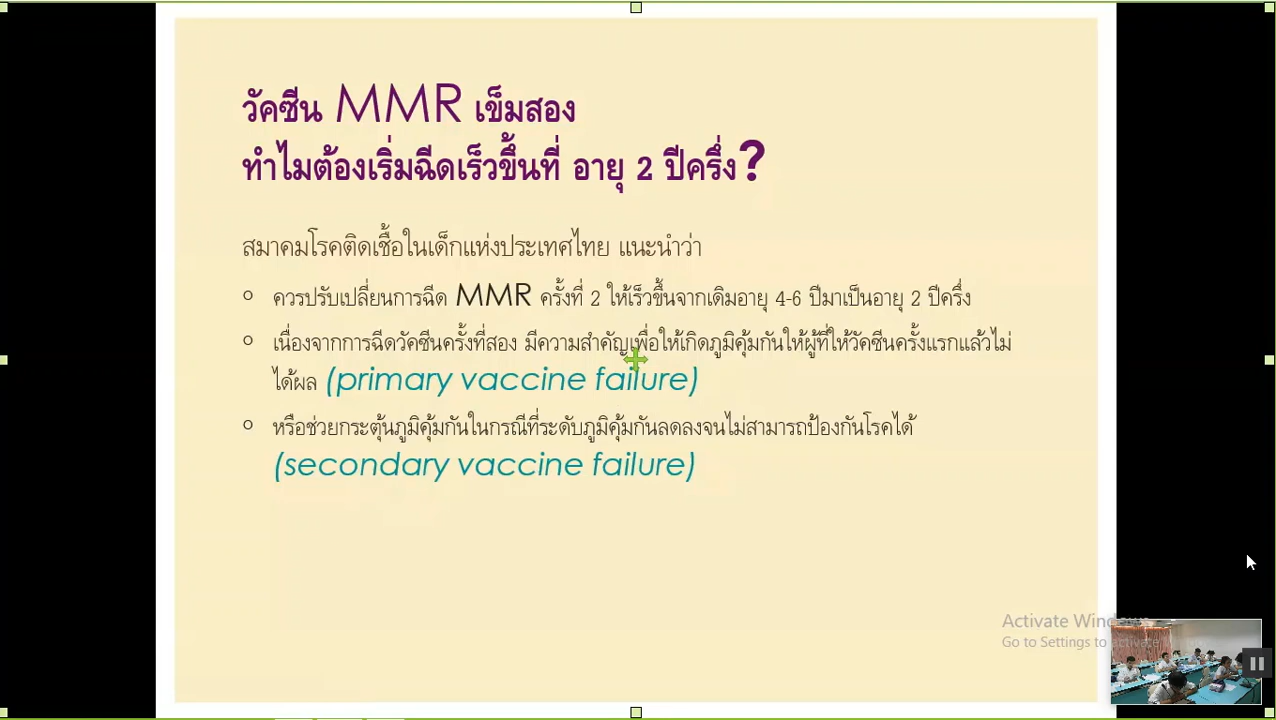 วัคซีน MMR เข็มสอง
ทำไมต้องเริ่มฉีดเร็วขึ้นที่ อายุ 2 ปีครึ่ง?
สมาคมโรคติดเชื้อในเด็กแห่งประเทศไทย แนะนำว่า
ควรปรับเปลี่ยนการฉีด MMR ครั้งที่ 2 ให้เร็วขึ้นจากเดิมอายุ 4-6 ปีมาเป็นอายุ 2 ปีครึ่ง
เนื่องจากการฉีดวัคซีนครั้งที่สอง มีความสำคัญเพื่อให้เกิดภูมิคุ้มกันให้ผู้ที่ให้วัคซีนครั้งแรกแล้วไม่
ได้ผล (primary vaccine failure)
หรือช่วยกระตุ้นภูมิคุ้มกันในกรณีที่ระดับภูมิคุ้มกันลดลงจนไม่สามารถป้องกันโรคได้
(secondary vaccine failure)
Activate Windows
Go to Settings to activate